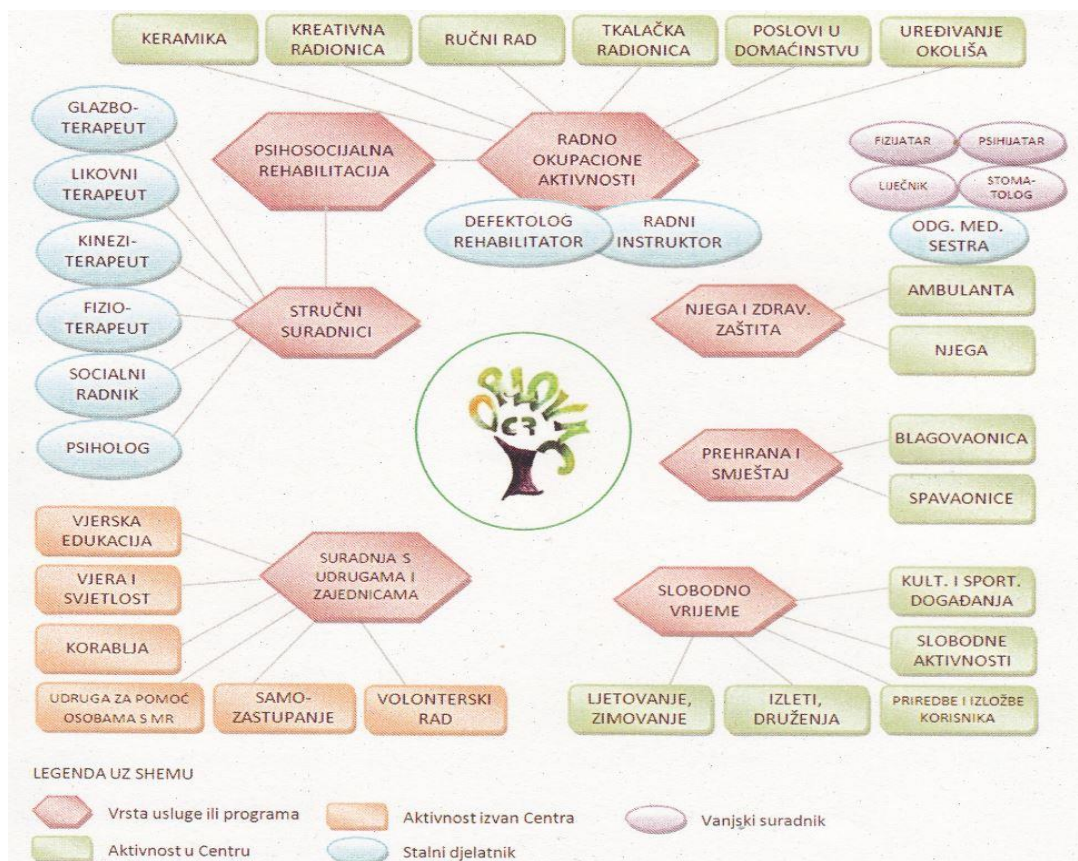 KERAMIKA
KREATIVNA
RADIONICA
RUČNI RAD
TKALAČKA
RADIONICA
POSLOVI U
DOMAĆINSTVU
UREĐIVANJE
OKOLIŠA
GLAZBO-
TERAPEUT
LIKOVNI
TERAPEUT
KINEZI-
TERAPEUT
FIZIO-
TERAPEUT
SOCIALNI
RADNIK
PSIHOLOG
PSIHOSOCIJALNA
REHABILITACIJA
RADNO
OKUPACIONE
AKTIVNOSTI
DEFEKTOLOG
REHABILITATOR
RADNI
INSTRUKTOR
STRUČNI
SURADNICI
FIZIJATAR
PSIHIJATAR
LIJEČNIK
STOMA-
TOLOG
ODG. MED.
SESTRA
NJEGA I ZDRAV.
ZAŠTITA
AMBULANTA
NJEGA
ORLOVAC
CR
PREHRANA I
SMJEŠTAJ
BLAGOVAONICA
SPAVAONICE
VJERSKA
EDUKACIJA
VJERA I
SVJETLOST
KORABLJA
UDRUGA ZA POMOĆ
OSOBAMA S MR
SAMO-
ZASTUPANJE
VOLONTERSKI
RAD
SURADNJA S
UDRUGAMA I
ZAJEDNICAMA
SLOBODNO
VRIJEME
KULT. I SPORT.
DOGAĐANJA
SLOBODNE
AKTIVNOSTI
LJETOVANJE,
ZIMOVANJE
IZLETI,
DRUŽENJA
PRIREDBE I IZLOŽBE
KORISNIKA
LEGENDA UZ SHEMU
Vrsta usluge ili programa
Aktivnost izvan Centra
Vanjski suradnik
Aktivnost u Centru
Stalni djelatnik